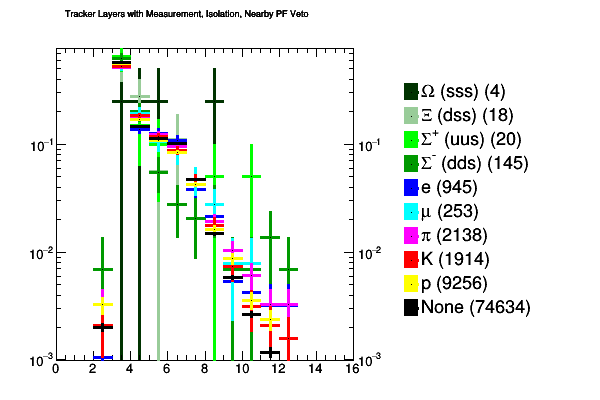 Tracker Layers with Measurement, Isolation, Nearby PF Veto
10⁻¹
10⁻²
10⁻³
10⁻¹
10⁻²
10⁻³
0 2 4 6 8 10 12 14 16
Ω (sss) (4)
Ξ (dss) (18)
Σ⁺ (uus) (20)
Σ⁻ (dds) (145)
e (945)
μ (253)
π (2138)
K (1914)
p (9256)
None (74634)